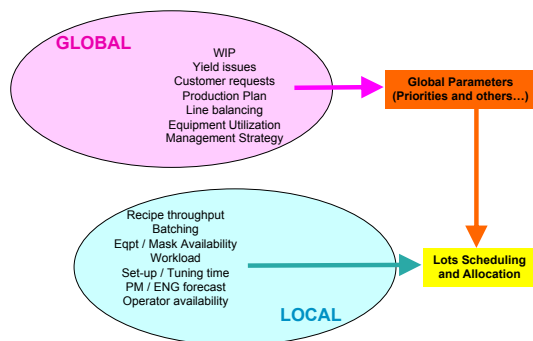 GLOBAL
WIP
Yield issues
Customer requests
Production Plan
Line balancing
Equipment Utilization
Management Strategy
Global Parameters
(Priorities and others…)
Recipe throughput
Batching
Eqpt / Mask Availability
Workload
Set-up / Tuning time
PM / ENG forecast
Operator availability
LOCAL
Lots Scheduling
and Allocation